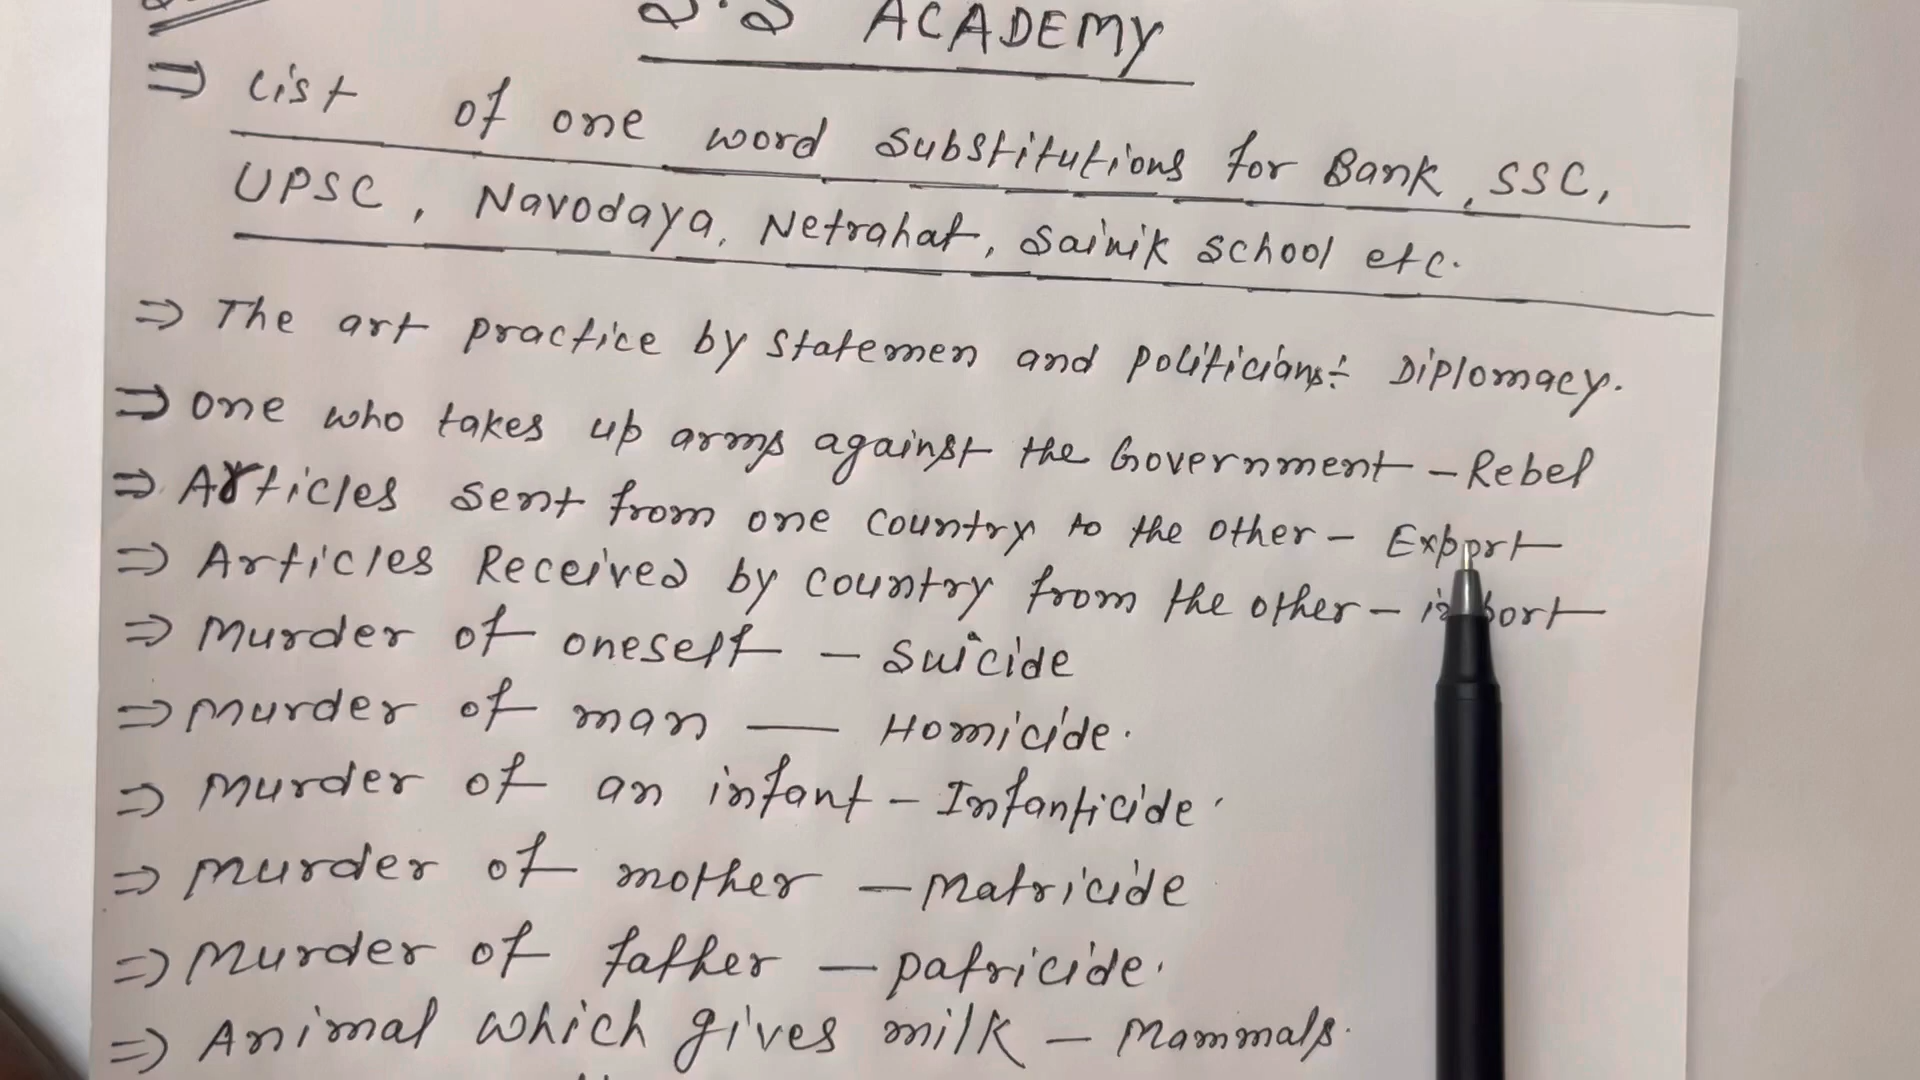 S.S ACADEMY
⇒ List of one word substitutions for Bank, SSC,
UPSC, Navodaya, Netrahat, Sainik school etc.
⇒ The art practice by statemen and politicians:- Diplomacy.
⇒ One who takes up arms against the Government - Rebel
⇒ Articles sent from one country to the other - Export
⇒ Articles Received by country from the other - import
⇒ Murder of oneself - Suicide
⇒ Murder of man - Homicide.
⇒ Murder of an infant - Infanticide.
⇒ Murder of mother - Matricide
⇒ Murder of father - patricide.
⇒ Animal which gives milk - Mammals.